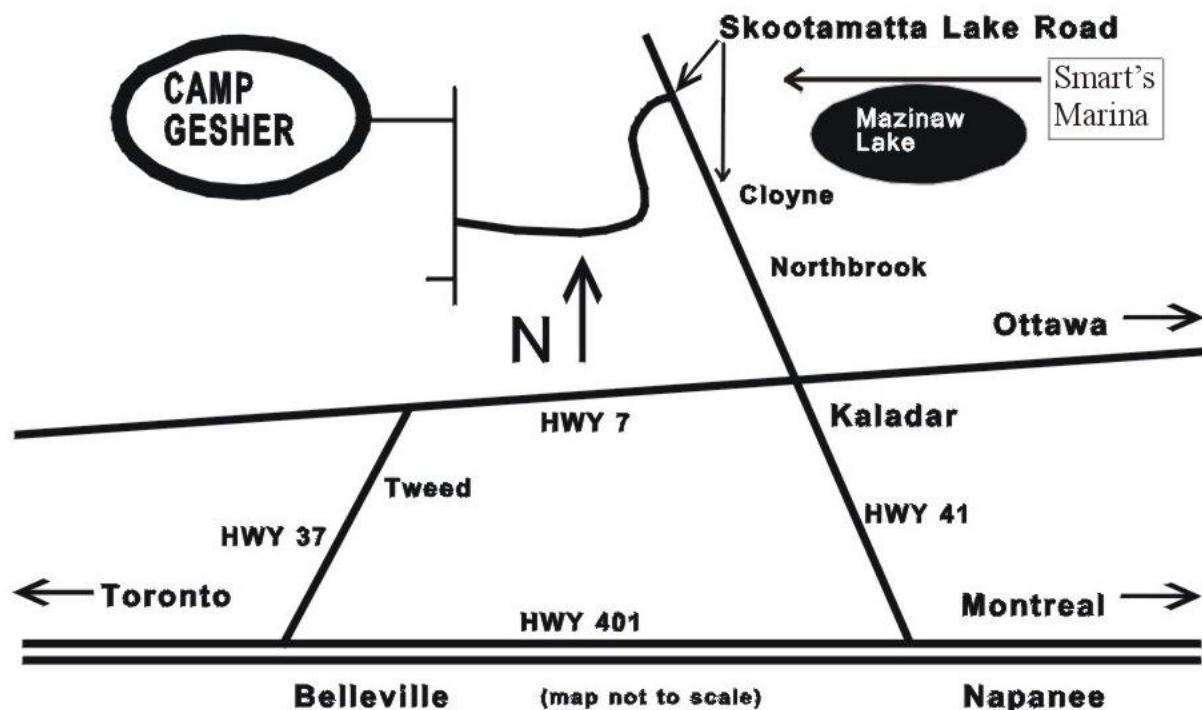 Skootamatta Lake Road
CAMP
GESHER
Smart's
Marina
Mazinaw
Lake
Cloyne
Northbrook
N
Ottawa
HWY 7
Kaladar
Tweed
HWY 37
HWY 41
Toronto
Montreal
HWY 401
Belleville
(map not to scale)
Napanee